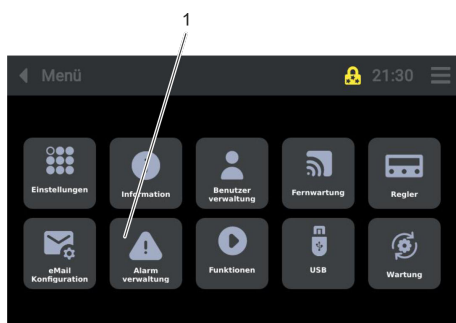 1
Menü
21:30
Einstellungen
Information
Benutzer
verwaltung
Fernwartung
Regler
eMail
Konfiguration
Alarm
verwaltung
Funktionen
USB
Wartung